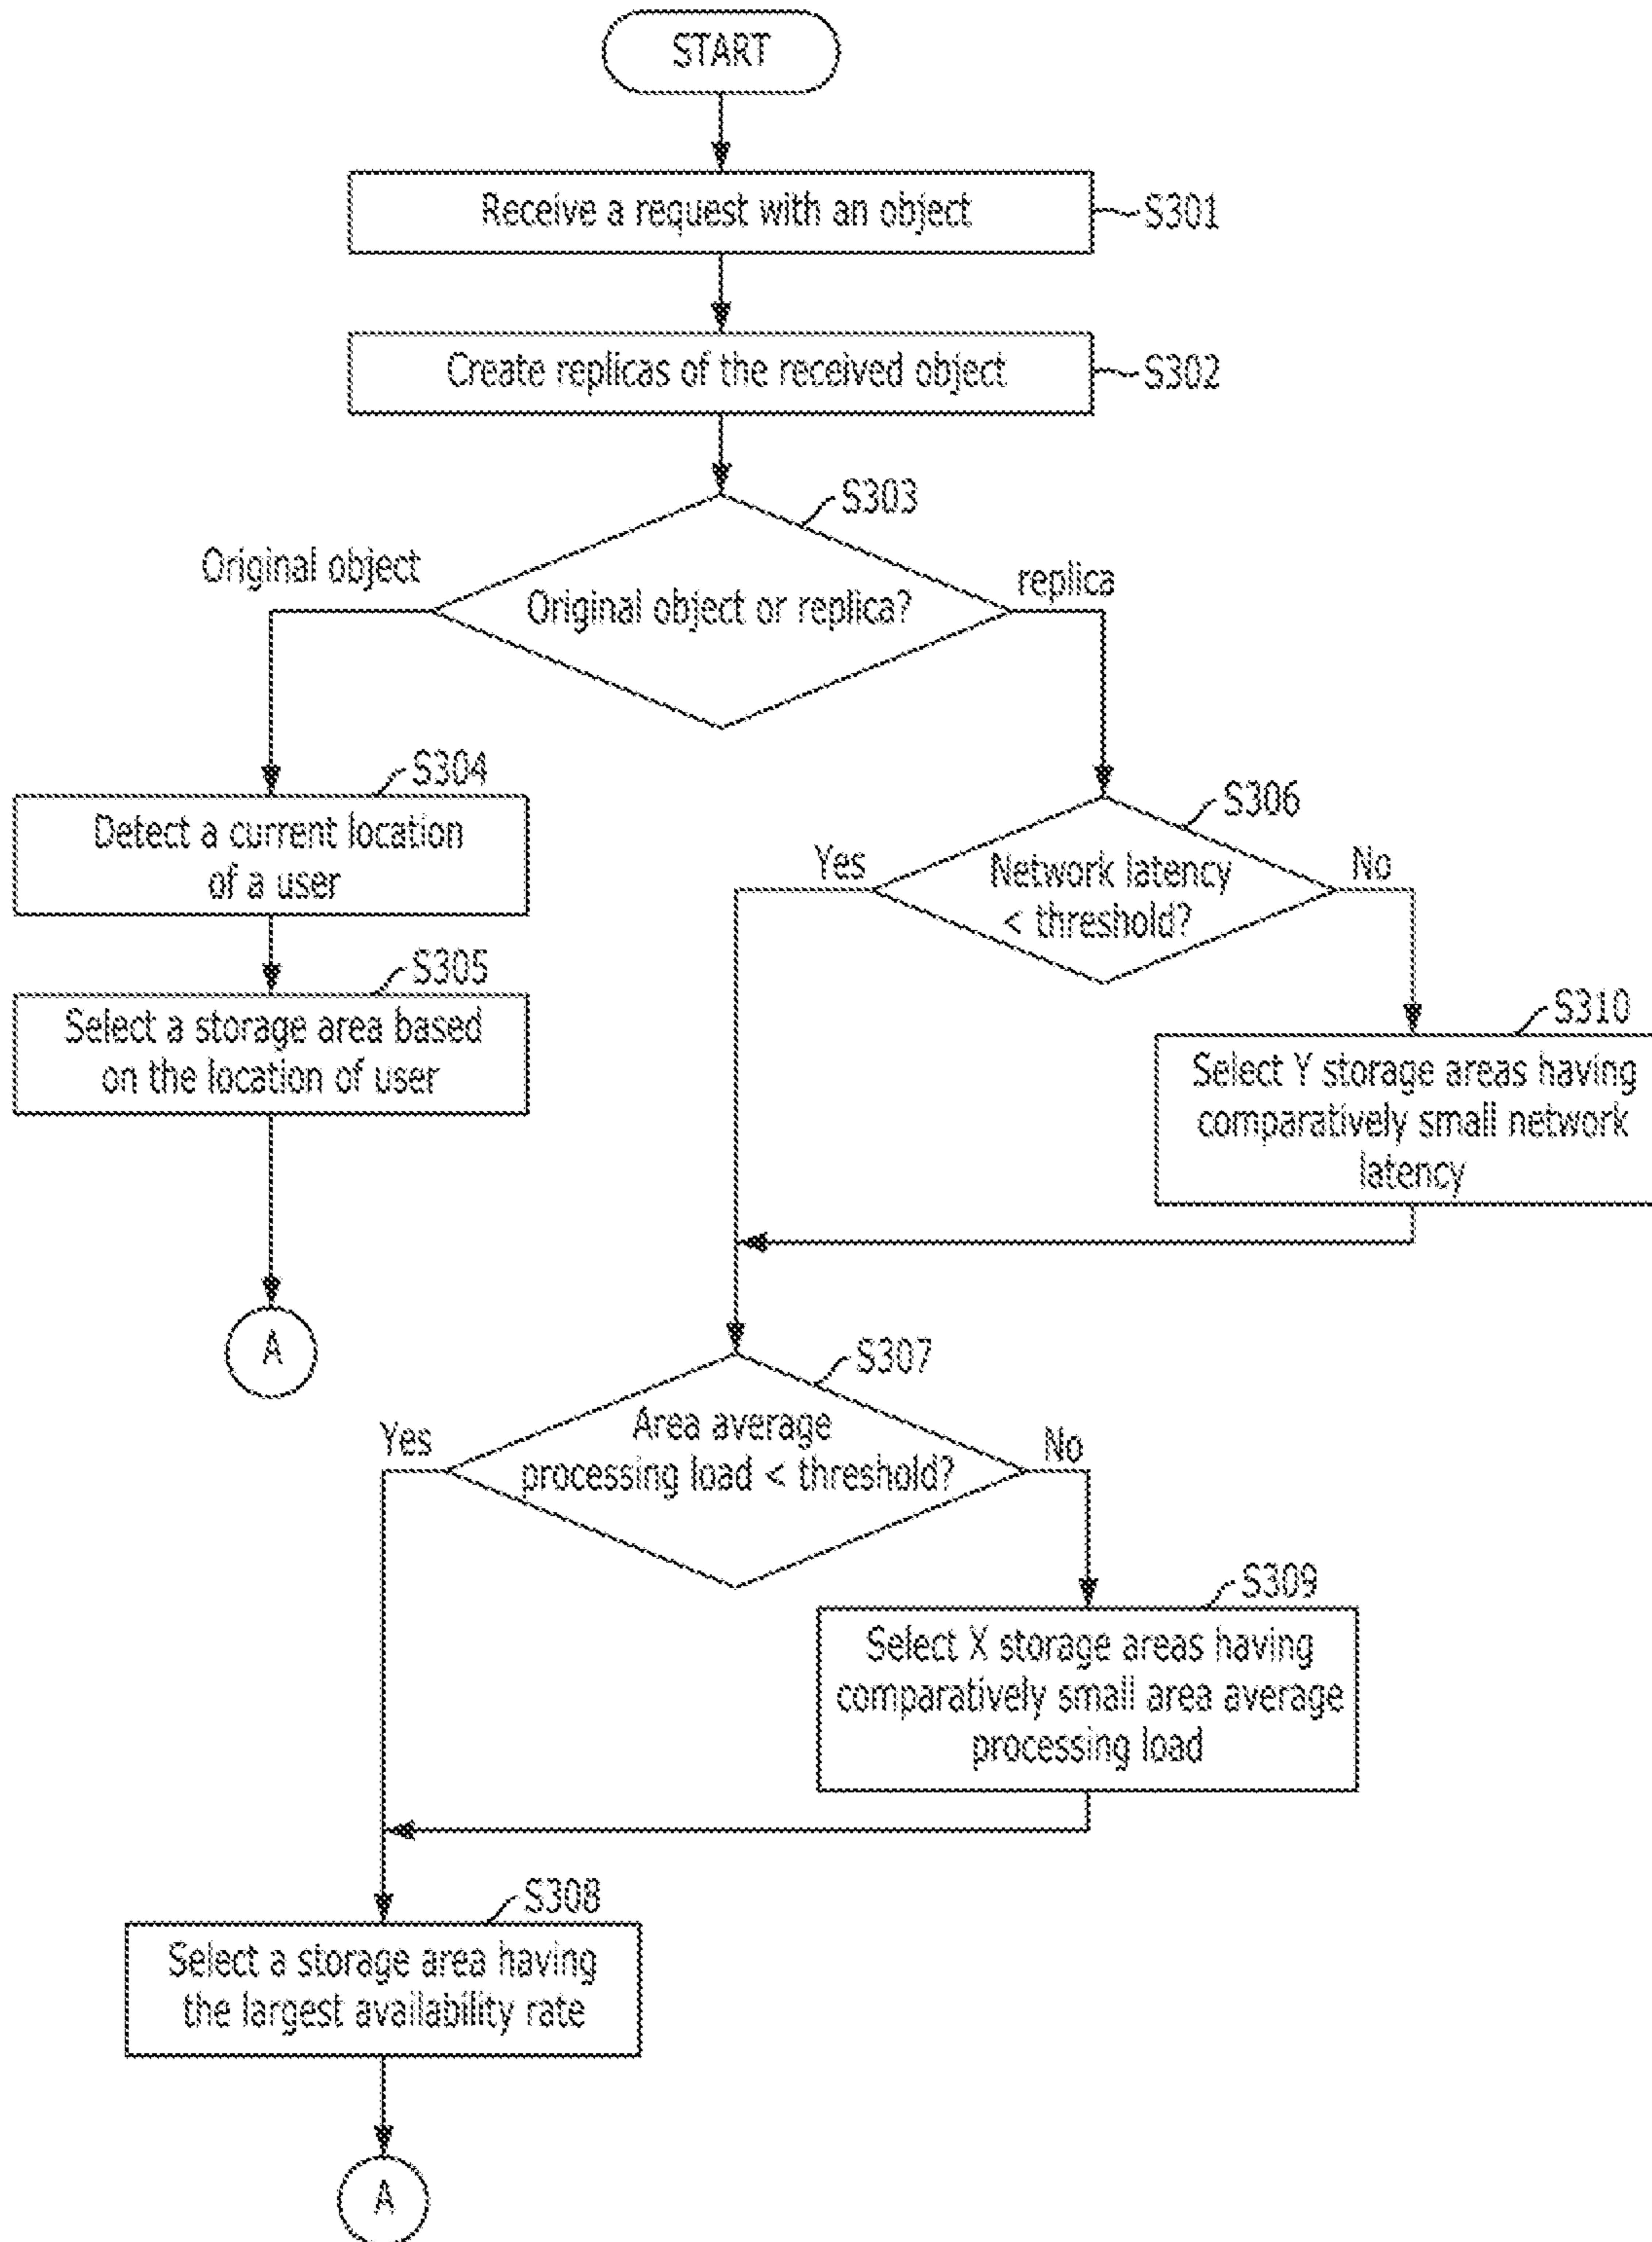 START
Receive a request with an object
S301
Create replicas of the received object
S302
S303
Original object
Original object or replica?
replica
S304
Detect a current location
of a user
S305
Select a storage area based
on the location of user
A
S306
Yes
Network latency
< threshold?
No
S310
Select Y storage areas having
comparatively small network
latency
S307
Yes
Area average
processing load < threshold?
No
S309
Select X storage areas having
comparatively small area average
processing load
S308
Select a storage area having
the largest availability rate
A